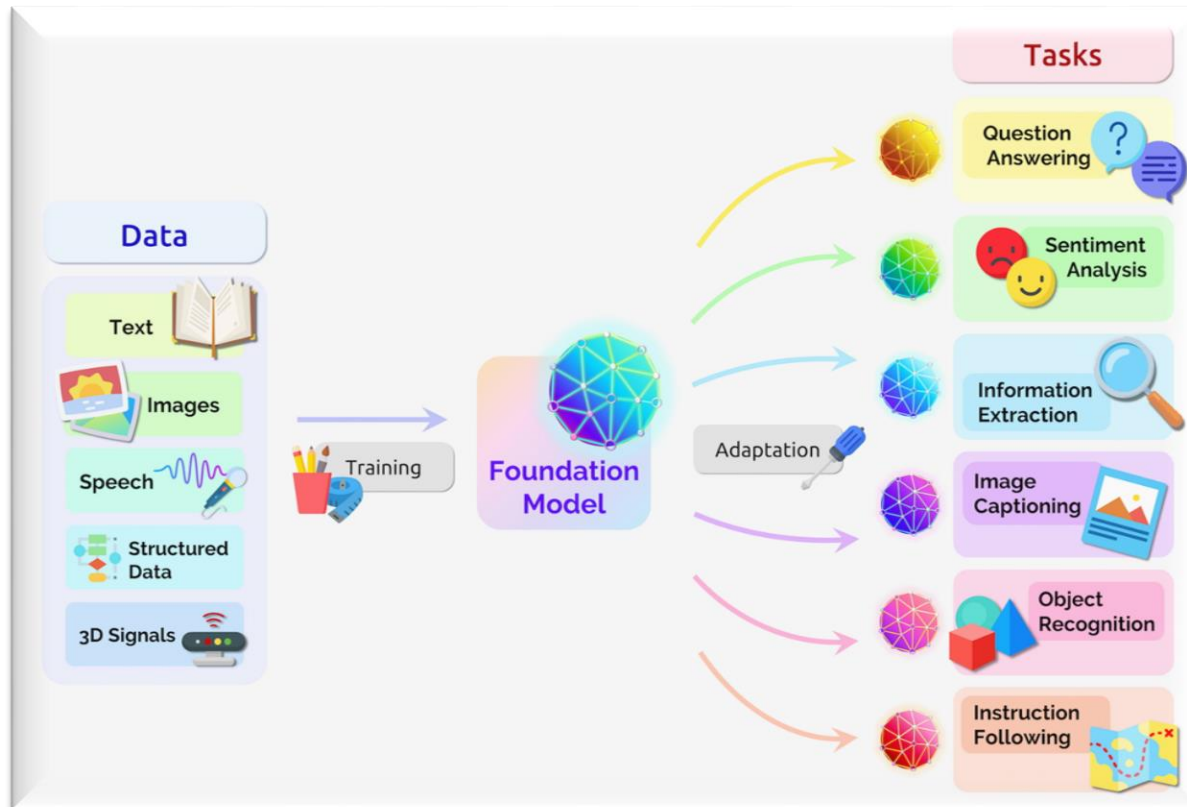 Data
Text
Images
Speech
Structured
Data
3D Signals
Training
Foundation
Model
Adaptation
Tasks
Question
Answering
Sentiment
Analysis
Information
Extraction
Image
Captioning
Object
Recognition
Instruction
Following